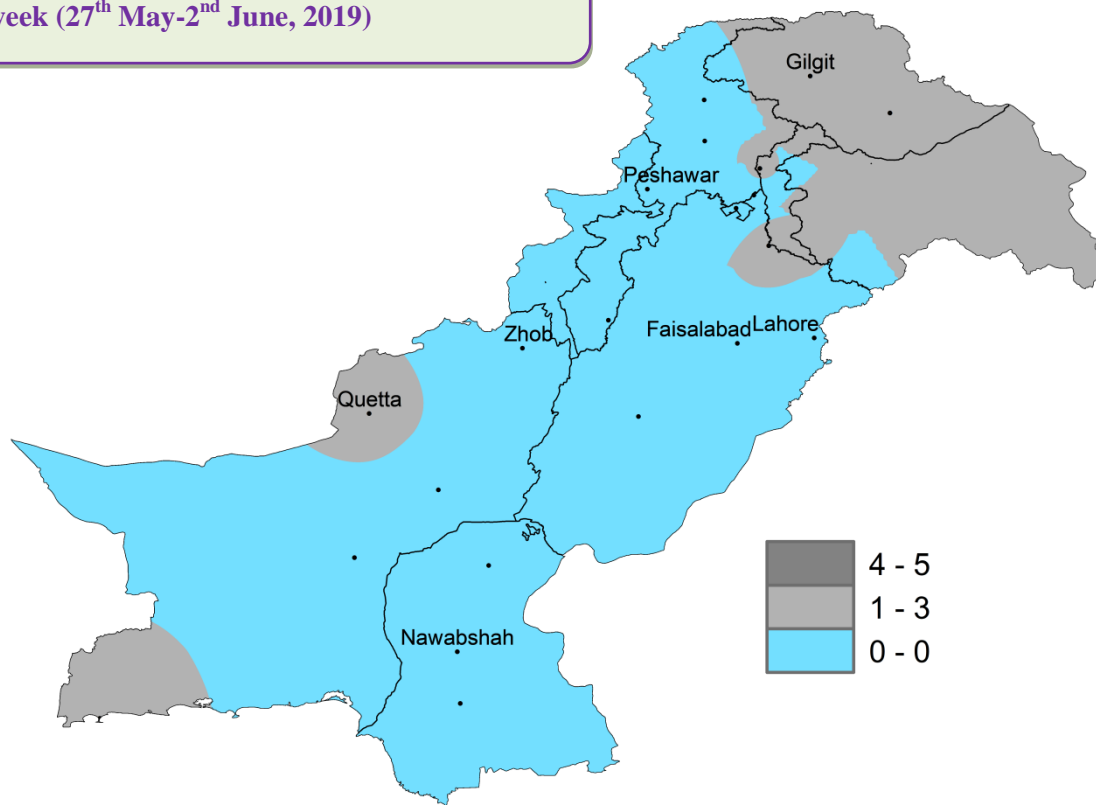 week (27th May-2nd June, 2019)
Gilgit
Peshawar
Zhob
Faisalabad
Lahore
Quetta
Nawabshah
4 - 5
1 - 3
0 - 0